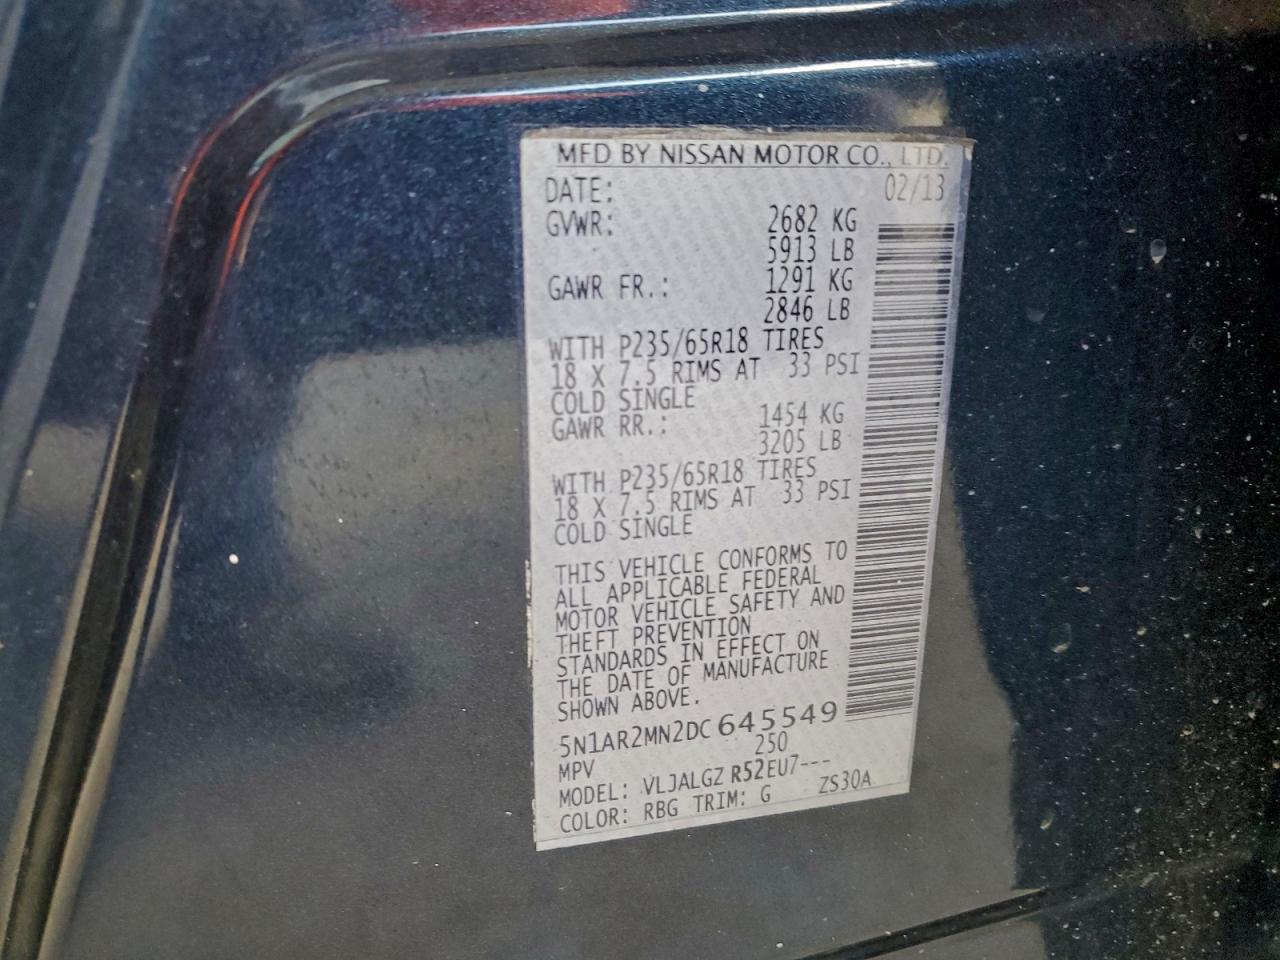 MFD BY NISSAN MOTOR CO., LTD.
DATE: 02/13
GVWR: 2682 KG
5913 LB
GAWR FR.: 1291 KG
2846 LB
WITH P235/65R18 TIRES
18 X 7.5 RIMS AT 33 PSI
COLD SINGLE
GAWR RR.: 1454 KG
3205 LB
WITH P235/65R18 TIRES
18 X 7.5 RIMS AT 33 PSI
COLD SINGLE
THIS VEHICLE CONFORMS TO
ALL APPLICABLE FEDERAL
MOTOR VEHICLE SAFETY AND
THEFT PREVENTION
STANDARDS IN EFFECT ON
THE DATE OF MANUFACTURE
SHOWN ABOVE.
5N1AR2MN2DC645549
MPV 250
MODEL: VLJALGZ R52EU7---
COLOR: RBG TRIM: G ZS30A